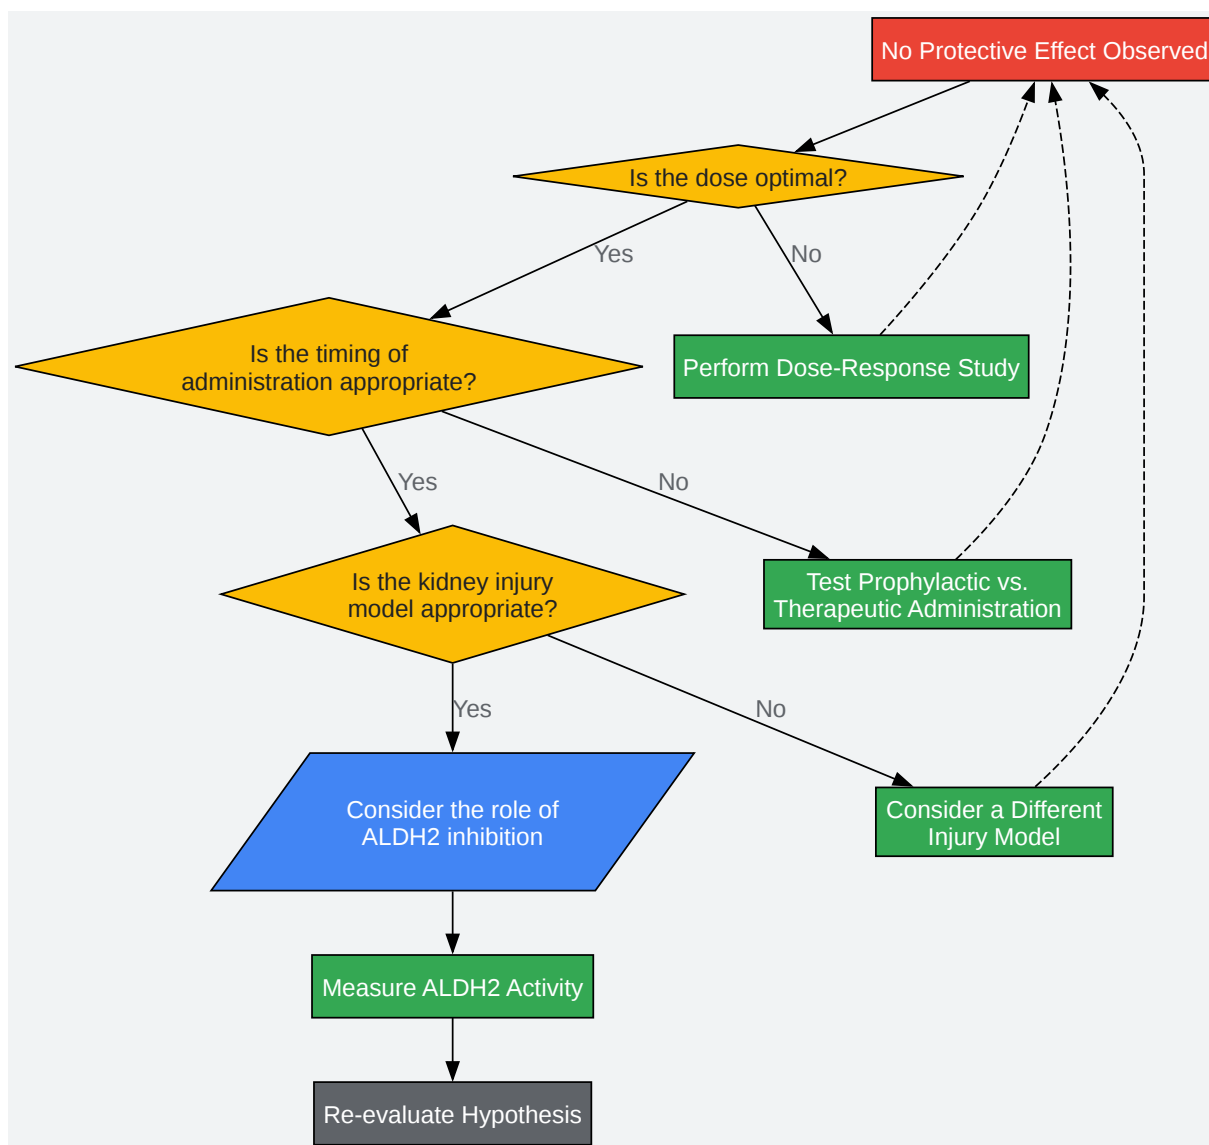 No Protective Effect Observed
Is the dose optimal?
Yes
No
Is the timing of
administration appropriate?
Perform Dose-Response Study
Yes
No
Is the kidney injury
model appropriate?
Test Prophylactic vs.
Therapeutic Administration
Yes
No
Consider the role of
ALDH2 inhibition
Consider a Different
Injury Model
Measure ALDH2 Activity
Re-evaluate Hypothesis